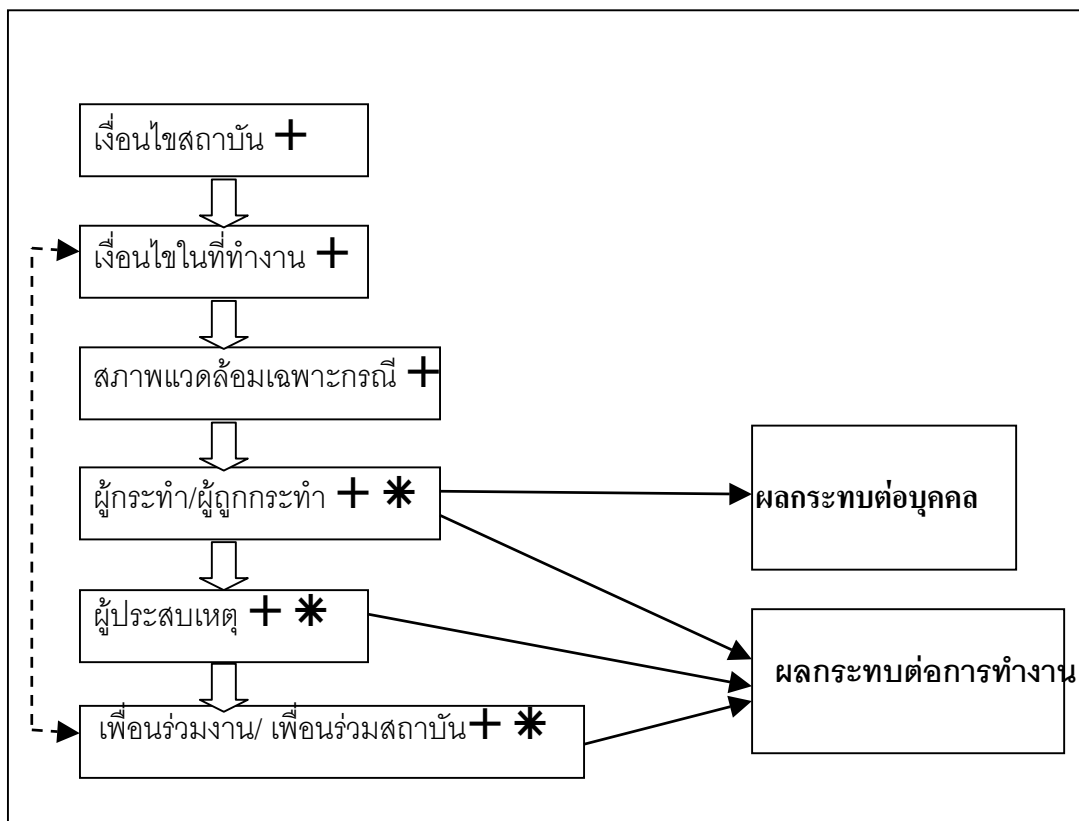 เงื่อนไขสถาบัน +
เงื่อนไขในที่ทำงาน +
สภาพแวดล้อมเฉพาะกรณี +
ผู้กระทำ/ผู้ถูกกระทำ + *
ผลกระทบต่อบุคคล
ผู้ประสบเหตุ + *
ผลกระทบต่อการทำงาน
เพื่อนร่วมงาน/ เพื่อนร่วมสถาบัน + *